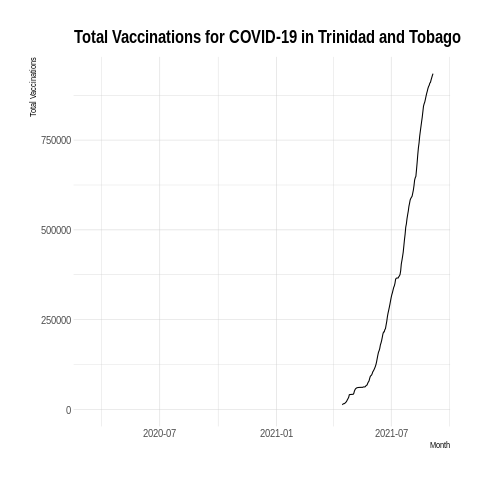 Total Vaccinations for COVID-19 in Trinidad and Tobago
Total Vaccinations
750000
500000
250000
0
2020-07
2021-01
2021-07
Month